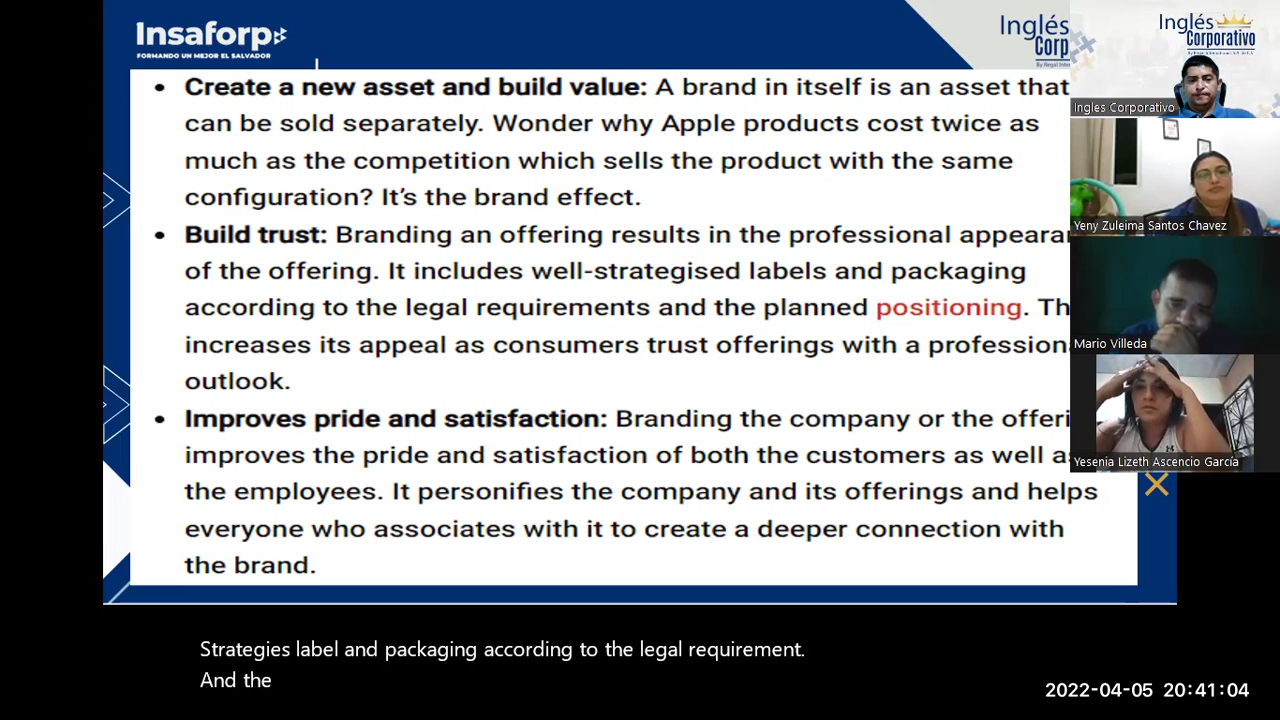 Insaforp
FORMANDO UN MEJOR EL SALVADOR
Inglés
Corp
• Create a new asset and build value: A brand in itself is an asset that
can be sold separately. Wonder why Apple products cost twice as
much as the competition which sells the product with the same
configuration? It's the brand effect.
• Build trust: Branding an offering results in the professional appeara
of the offering. It includes well-strategised labels and packaging
according to the legal requirements and the planned positioning. Th
increases its appeal as consumers trust offerings with a profession
outlook.
• Improves pride and satisfaction: Branding the company or the offeri
improves the pride and satisfaction of both the customers as well as
the employees. It personifies the company and its offerings and helps
everyone who associates with it to create a deeper connection with
the brand.
Inglés
Corporativo
Ingles Corporativo
Yeny Zuleima Santos Chavez
Mario Villeda
Yesenia Lizeth Ascencio García
Strategies label and packaging according to the legal requirement.
And the
2022-04-05 20:41:04